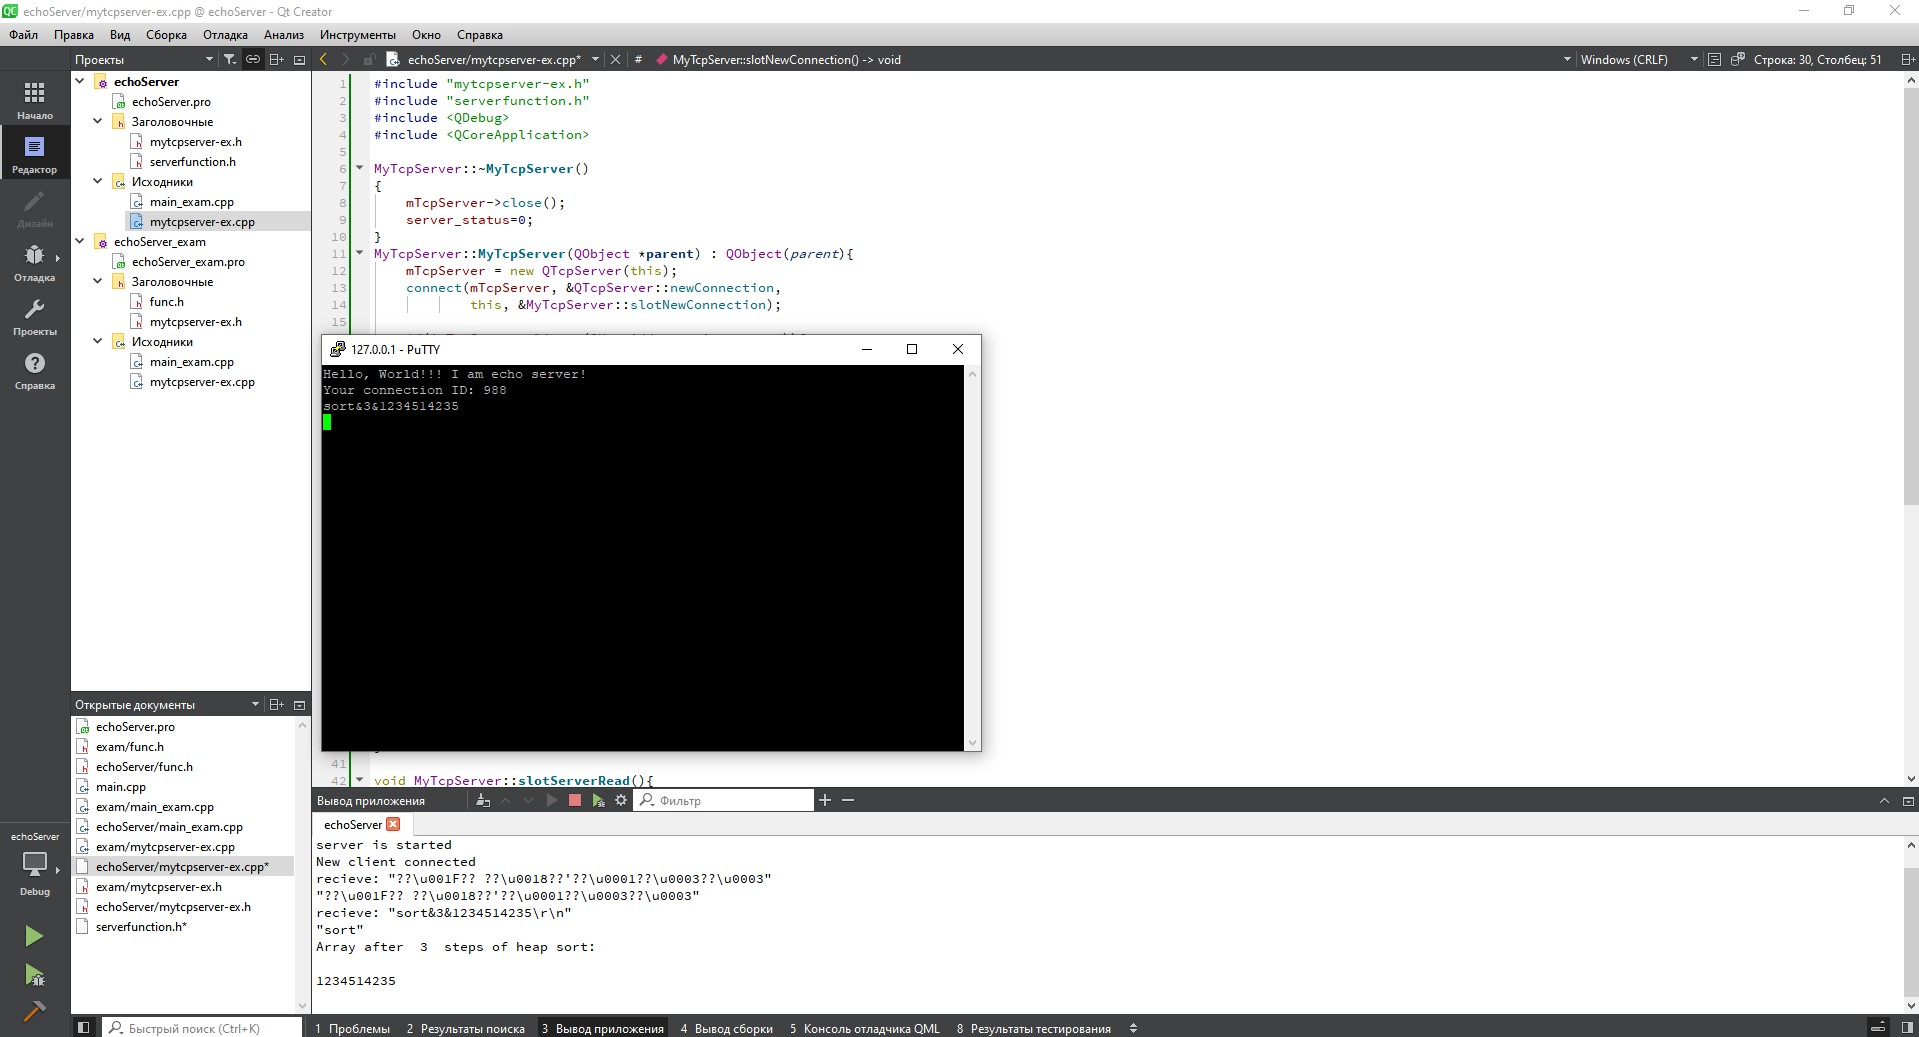 echoServer/mytcpserver-ex.cpp @ echoServer - Qt Creator
Файл Правка Вид Сборка Отладка Анализ Инструменты Окно Справка
Проекты
echoServer/mytcpserver-ex.cpp* # MyTcpServer::slotNewConnection() -> void Windows (CRLF) Строка: 30, Столбец: 51
Начало
Редактор
Дизайн
Отладка
Проекты
Справка
echoServer
Debug
echoServer
echoServer.pro
Заголовочные
mytcpserver-ex.h
serverfunction.h
Исходники
main_exam.cpp
mytcpserver-ex.cpp
echoServer_exam
echoServer_exam.pro
Заголовочные
func.h
mytcpserver-ex.h
Исходники
main_exam.cpp
mytcpserver-ex.cpp
Открытые документы
echoServer.pro
exam/func.h
echoServer/func.h
main.cpp
exam/main_exam.cpp
echoServer/main_exam.cpp
exam/mytcpserver-ex.cpp
echoServer/mytcpserver-ex.cpp*
exam/mytcpserver-ex.h
echoServer/mytcpserver-ex.h
serverfunction.h*
1 #include "mytcpserver-ex.h"
2 #include "serverfunction.h"
3 #include <QDebug>
4 #include <QCoreApplication>
5
6 MyTcpServer::~MyTcpServer()
7 {
8 mTcpServer->close();
9 server_status=0;
10 }
11 MyTcpServer::MyTcpServer(QObject *parent) : QObject(parent){
12 mTcpServer = new QTcpServer(this);
13 connect(mTcpServer, &QTcpServer::newConnection,
14 this, &MyTcpServer::slotNewConnection);
15
127.0.0.1 - PuTTY
Hello, World!!! I am echo server!
Your connection ID: 988
sort&3&1234514235
41
42 void MyTcpServer::slotServerRead(){
Вывод приложения Фильтр
echoServer
server is started
New client connected
recieve: "??\u001F?? ??\u0018??'??\u0001??\u0003??\u0003"
"??\u001F?? ??\u0018??'??\u0001??\u0003??\u0003"
recieve: "sort&3&1234514235\r\n"
"sort"
Array after 3 steps of heap sort:
1234514235
Быстрый поиск (Ctrl+K) 1 Проблемы 2 Результаты поиска 3 Вывод приложения 4 Вывод сборки 5 Консоль отладчика QML 8 Результаты тестирования